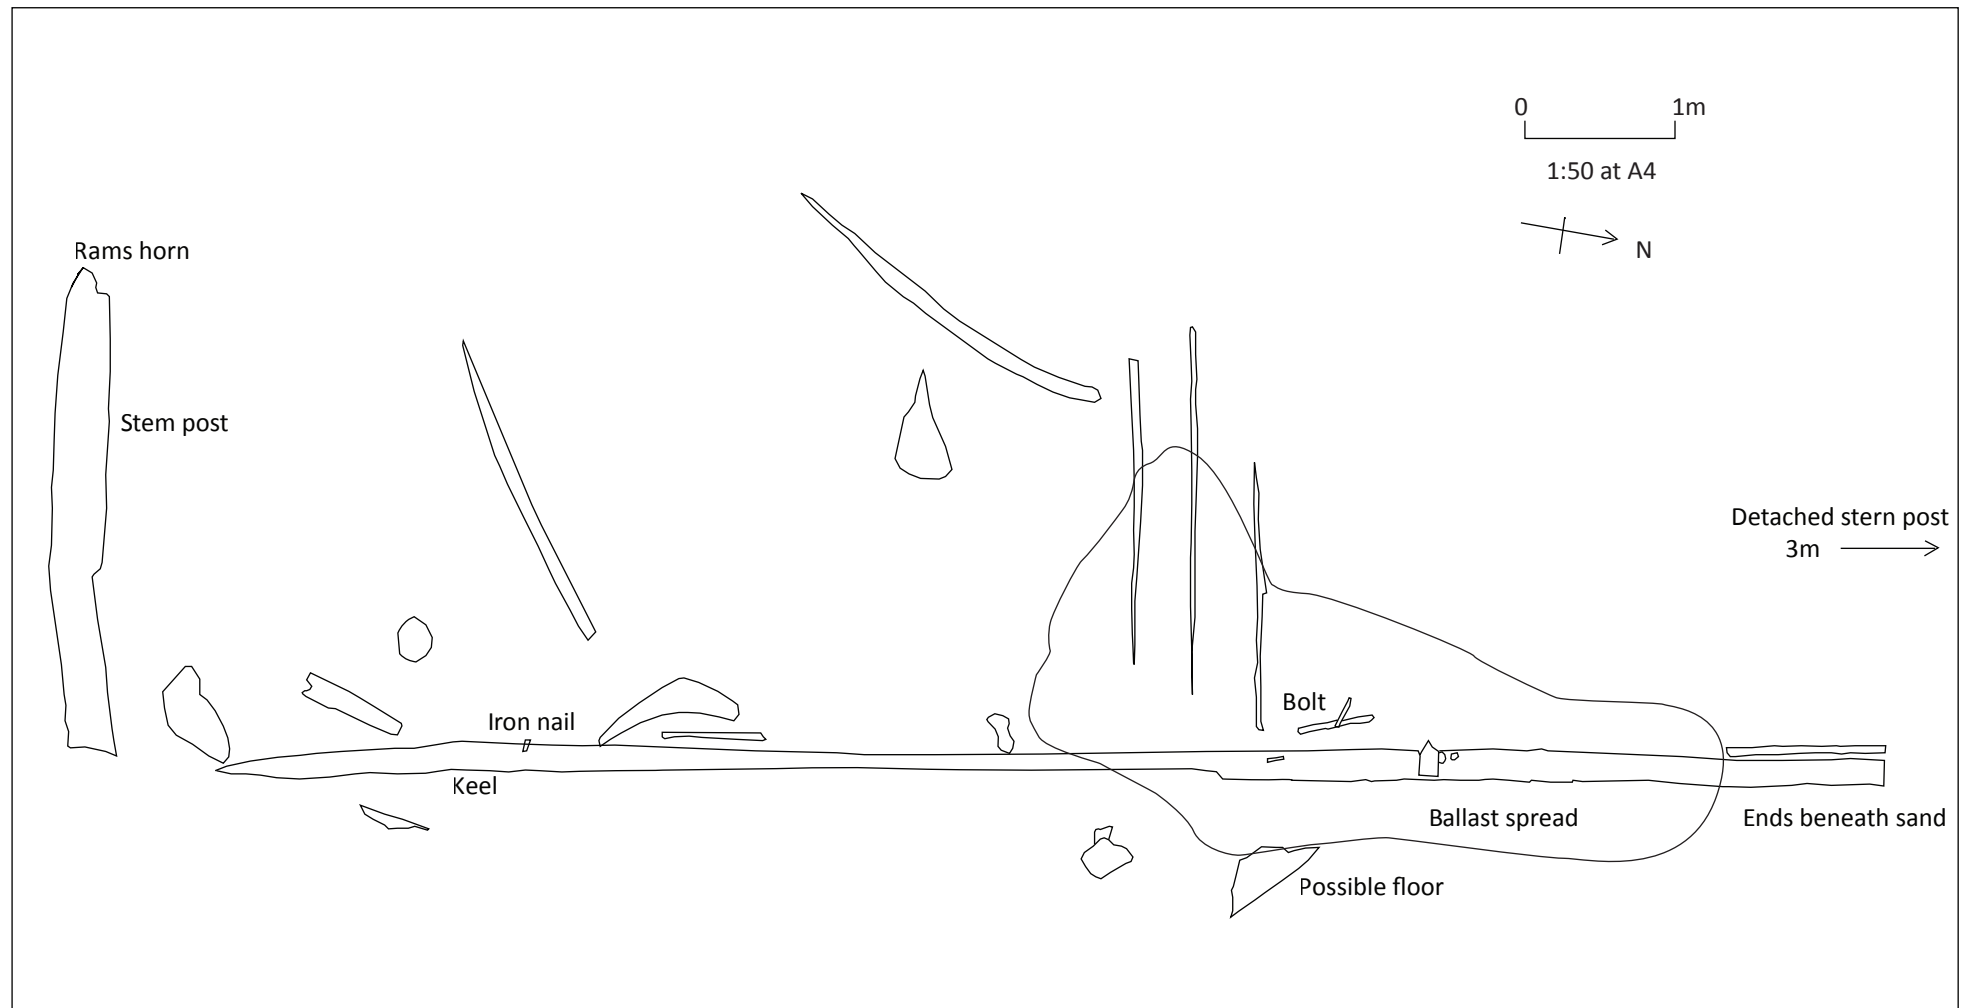 0 1m
1:50 at A4
N
Rams horn
Stem post
Detached stern post
3m
Bolt
Iron nail
Keel
Ballast spread
Ends beneath sand
Possible floor